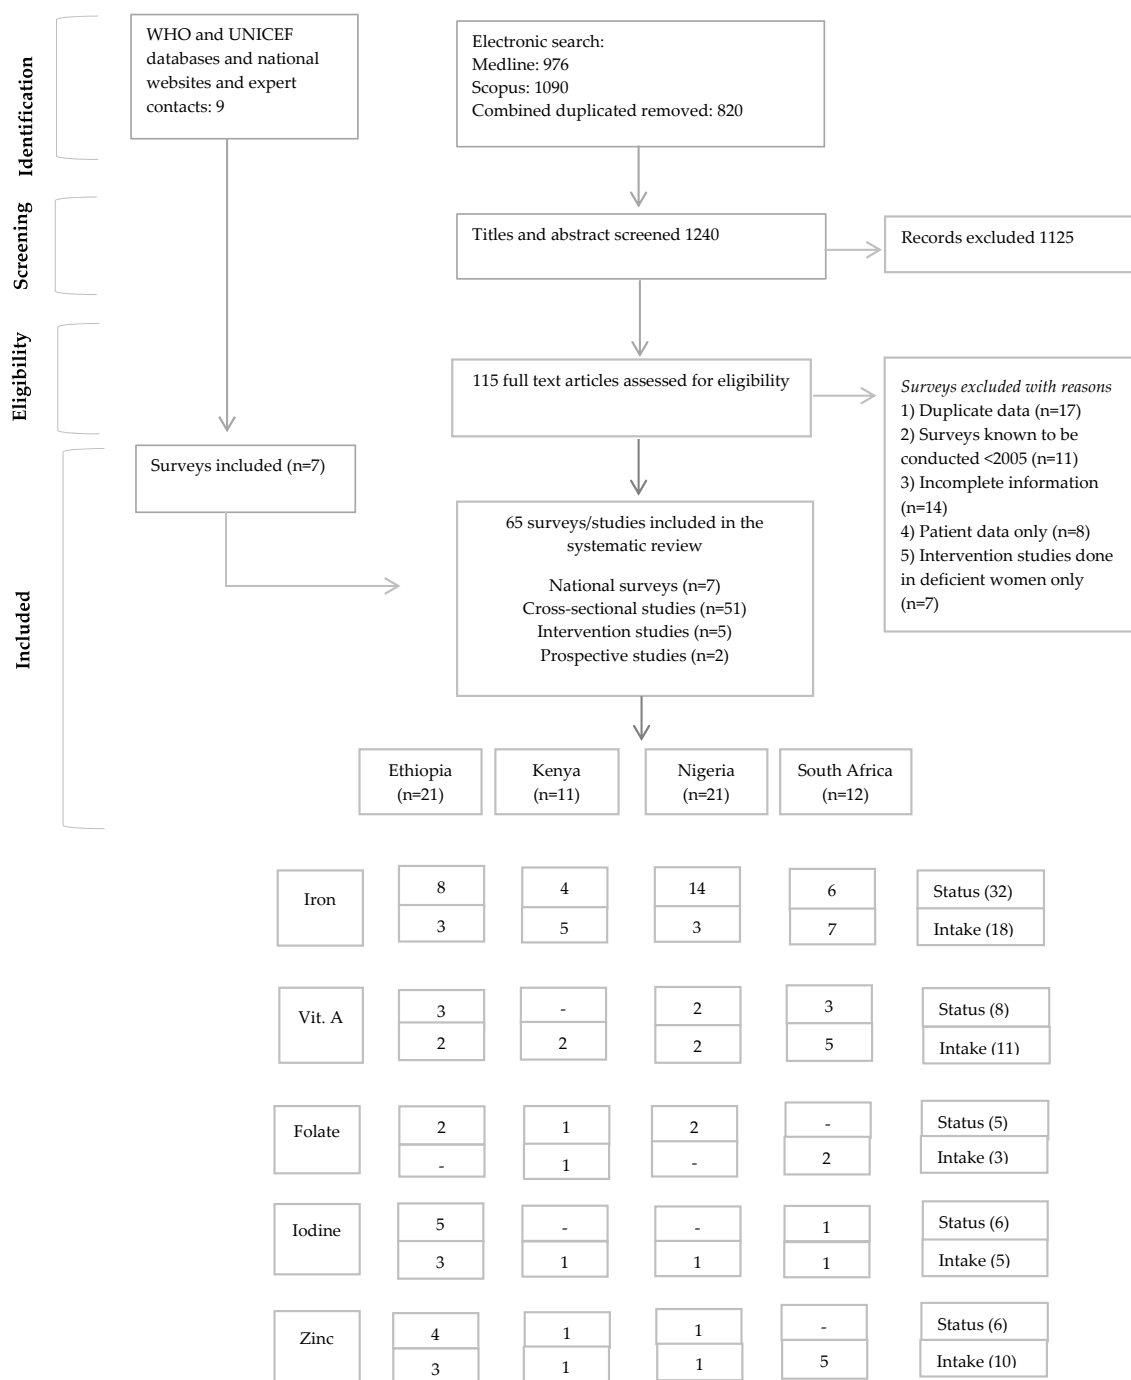 Identification
WHO and UNICEF
databases and national
websites and expert
contacts: 9
Electronic search:
Medline: 976
Scopus: 1090
Combined duplicated removed: 820
Screening
Titles and abstract screened 1240
Records excluded 1125
Eligibility
115 full text articles assessed for eligibility
Surveys excluded with reasons
1) Duplicate data (n=17)
2) Surveys known to be
conducted <2005 (n=11)
3) Incomplete information
(n=14)
4) Patient data only (n=8)
5) Intervention studies done
in deficient women only
(n=7)
Included
Surveys included (n=7)
65 surveys/studies included in the
systematic review
National surveys (n=7)
Cross-sectional studies (n=51)
Intervention studies (n=5)
Prospective studies (n=2)
Ethiopia
(n=21)
Kenya
(n=11)
Nigeria
(n=21)
South Africa
(n=12)
Iron
8 4 14 6 Status (32)
3 5 3 7 Intake (18)
Vit. A
3 - 2 3 Status (8)
2 2 2 5 Intake (11)
Folate
2 1 2 - Status (5)
- 1 - 2 Intake (3)
Iodine
5 - - 1 Status (6)
3 1 1 1 Intake (5)
Zinc
4 1 1 - Status (6)
3 1 1 5 Intake (10)